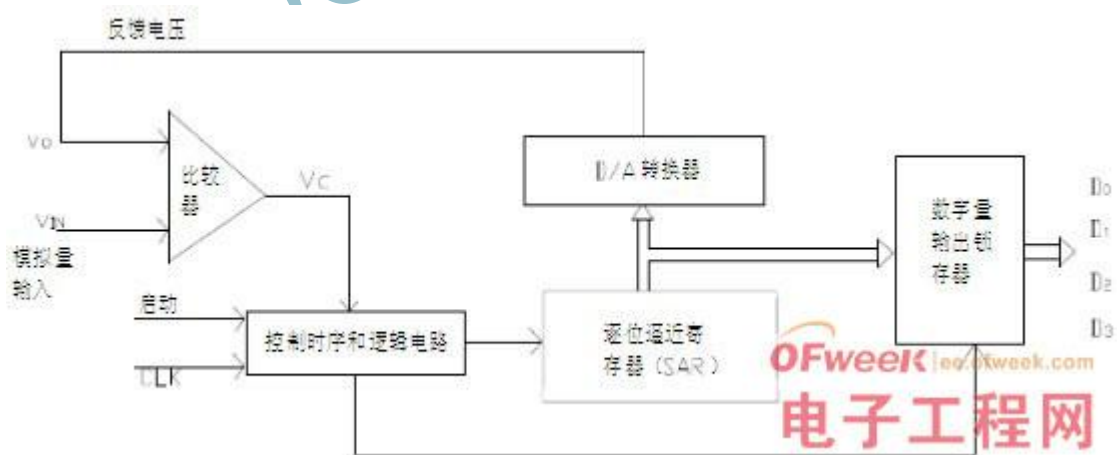 反馈电压
Vo
比较
器
Vc
VIN
模拟量
输入
启动
CLK
控制时序和逻辑电路
D/A 转换器
逐位逼近寄
存器（SAR）
数字量
输出锁
存器
D0
D1
D2
D3
OFweek
ee.ofweek.com
电子工程网